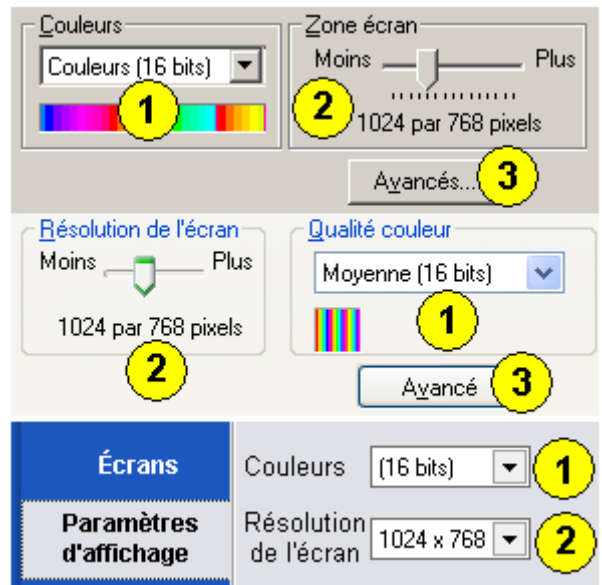 Couleurs
Couleurs (16 bits)
1
Zone écran
Moins
Plus
2
1024 par 768 pixels
Avancés...
3
Résolution de l'écran
Moins
Plus
1024 par 768 pixels
2
Qualité couleur
Moyenne (16 bits)
1
Avancé
3
Écrans
Couleurs
(16 bits)
1
Paramètres
d'affichage
Résolution
de l'écran
1024 x 768
2